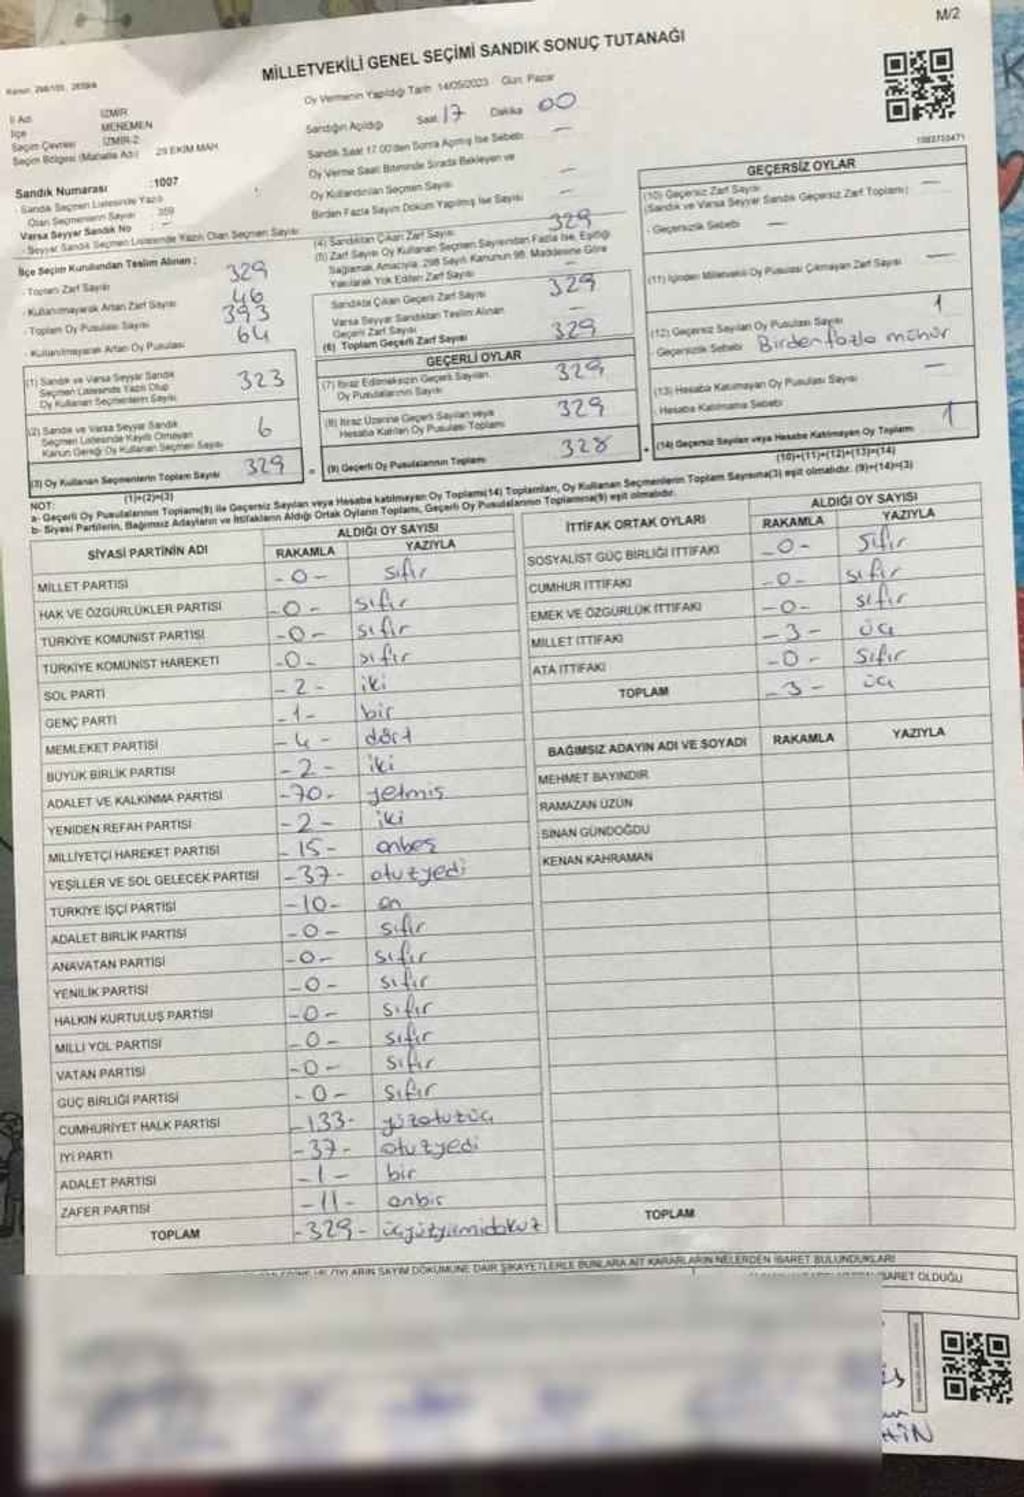 M/2
MİLLETVEKİLİ GENEL SEÇİMİ SANDIK SONUÇ TUTANAĞI
Oy Vermenin Yapıldığı Tarih 14/05/2023 Gün Pazar
İl Adı İZMİR
İlçe MENEMEN
Seçim Çevresi İZMİR-2
Seçim Bölgesi (Mahalle Adı) 29 EKİM MAH.
Sandığın Açıldığı Saat 17 Dakika 00
Sandık Saat 17.00'den Sonra Açılmış İse Sebebi —
Oy Verme Saati Bitiminde Sırada Bekleyen ve
Oy Kullandırılan Seçmen Sayısı —
Birden Fazla Sayım Döküm Yapılmış İse Sayısı —
Sandık Numarası :1007
Sandık Seçmen Listesinde Yazılı
Olan Seçmenlerin Sayısı 359
Varsa Seyyar Sandık No : —
Seyyar Sandık Seçmen Listesinde Yazılı Olan Seçmen Sayısı
İlçe Seçim Kurulundan Teslim Alınan :
Toplam Zarf Sayısı 329
Kullanılmayarak Artan Zarf Sayısı 46
Toplam Oy Pusulası Sayısı 393
Kullanılmayarak Artan Oy Pusulası 64
(1) Sandık ve Varsa Seyyar Sandık
Seçmen Listesinde Yazılı Olup
Oy Kullanan Seçmenlerin Sayısı 323
(2) Sandık ve Varsa Seyyar Sandık
Seçmen Listesinde Kayıtlı Olmayan
Kanun Gereği Oy Kullanan Seçmen Sayısı 6
(3) Oy Kullanan Seçmenlerin Toplam Sayısı 329
(1)+(2)=(3)
(4) Sandıktan Çıkan Zarf Sayısı 329
(5) Zarf Sayısı Oy Kullanan Seçmen Sayısından Fazla İse, Eşitliği
Sağlamak Amacıyla, 298 Sayılı Kanunun 98. Maddesine Göre
Yakılarak Yok Edilen Zarf Sayısı —
Sandıkta Çıkan Geçerli Zarf Sayısı 329
Varsa Seyyar Sandıktan Teslim Alınan
Geçerli Zarf Sayısı —
(6) Toplam Geçerli Zarf Sayısı 329
GEÇERLİ OYLAR
(7) İtiraz Edilmeksizin Geçerli Sayılan
Oy Pusulalarının Sayısı 329
(8) İtiraz Üzerine Geçerli Sayılan veya
Hesaba Katılan Oy Pusulası Toplamı 329
= (9) Geçerli Oy Pusulalarının Toplamı 328 +
GEÇERSİZ OYLAR
(10) Geçersiz Zarf Sayısı —
(Sandık ve Varsa Seyyar Sandık Geçersiz Zarf Toplamı)
Geçersizlik Sebebi —
(11) İçinden Milletvekili Oy Pusulası Çıkmayan Zarf Sayısı —
(12) Geçersiz Sayılan Oy Pusulası Sayısı 1
Geçersizlik Sebebi Birden fazla mühür
(13) Hesaba Katılmayan Oy Pusulası Sayısı —
Hesaba Katılmama Sebebi
(14) Geçersiz Sayılan veya Hesaba Katılmayan Oy Toplamı 1
(10)+(11)+(12)+(13)=(14)
NOT:
a- Geçerli Oy Pusulalarının Toplamı(9) ile Geçersiz Sayılan veya Hesaba katılmayan Oy Toplamı(14) Toplamları, Oy Kullanan Seçmenlerin Toplam Sayısına(3) eşit olmalıdır. (9)+(14)=(3)
b- Siyasi Partilerin, Bağımsız Adayların ve İttifakların Aldığı Ortak Oyların Toplamı, Geçerli Oy Pusulalarının Toplamına(9) eşit olmalıdır.
SİYASİ PARTİNİN ADI ALDIĞI OY SAYISI
RAKAMLA YAZIYLA
MİLLET PARTİSİ -0- sıfır
HAK VE ÖZGÜRLÜKLER PARTİSİ -0- sıfır
TÜRKİYE KOMÜNİST PARTİSİ -0- sıfır
TÜRKİYE KOMÜNİST HAREKETİ -0- sıfır
SOL PARTİ -2- iki
GENÇ PARTİ -1- bir
MEMLEKET PARTİSİ -4- dört
BÜYÜK BİRLİK PARTİSİ -2- iki
ADALET VE KALKINMA PARTİSİ -70- yetmiş
YENİDEN REFAH PARTİSİ -2- iki
MİLLİYETÇİ HAREKET PARTİSİ -15- onbeş
YEŞİLLER VE SOL GELECEK PARTİSİ -37- otuzyedi
TÜRKİYE İŞÇİ PARTİSİ -10- on
ADALET BİRLİK PARTİSİ -0- sıfır
ANAVATAN PARTİSİ -0- sıfır
YENİLİK PARTİSİ -0- sıfır
HALKIN KURTULUŞ PARTİSİ -0- sıfır
MİLLİ YOL PARTİSİ -0- sıfır
VATAN PARTİSİ -0- sıfır
GÜÇ BİRLİĞİ PARTİSİ -0- sıfır
CUMHURİYET HALK PARTİSİ -133- yüzotuzüç
İYİ PARTİ -37- otuzyedi
ADALET PARTİSİ -1- bir
ZAFER PARTİSİ -11- onbir
TOPLAM -329- üçyüzyirmidokuz
İTTİFAK ORTAK OYLARI ALDIĞI OY SAYISI
RAKAMLA YAZIYLA
SOSYALİST GÜÇ BİRLİĞİ İTTİFAKI -0- sıfır
CUMHUR İTTİFAKI -0- sıfır
EMEK VE ÖZGÜRLÜK İTTİFAKI -0- sıfır
MİLLET İTTİFAKI -3- üç
ATA İTTİFAKI -0- sıfır
TOPLAM -3- üç
BAĞIMSIZ ADAYIN ADI VE SOYADI RAKAMLA YAZIYLA
MEHMET BAYINDIR
RAMAZAN UZUN
SİNAN GÜNDOĞDU
KENAN KAHRAMAN
TOPLAM
OYLARIN SAYIM DÖKÜMÜNE DAİR ŞİKAYETLERLE BUNLARA AİT KARARLARIN NELERDEN İBARET BULUNDUKLARI
OLDUĞU